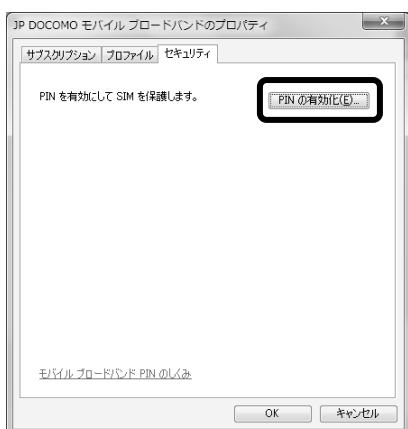 JP DOCOMO モバイル ブロードバンドのプロパティ
サブスクリプション プロファイル セキュリティ
PIN を有効にして SIM を保護します。 PIN の有効化(E)...
モバイル ブロードバンド PIN のしくみ
OK キャンセル